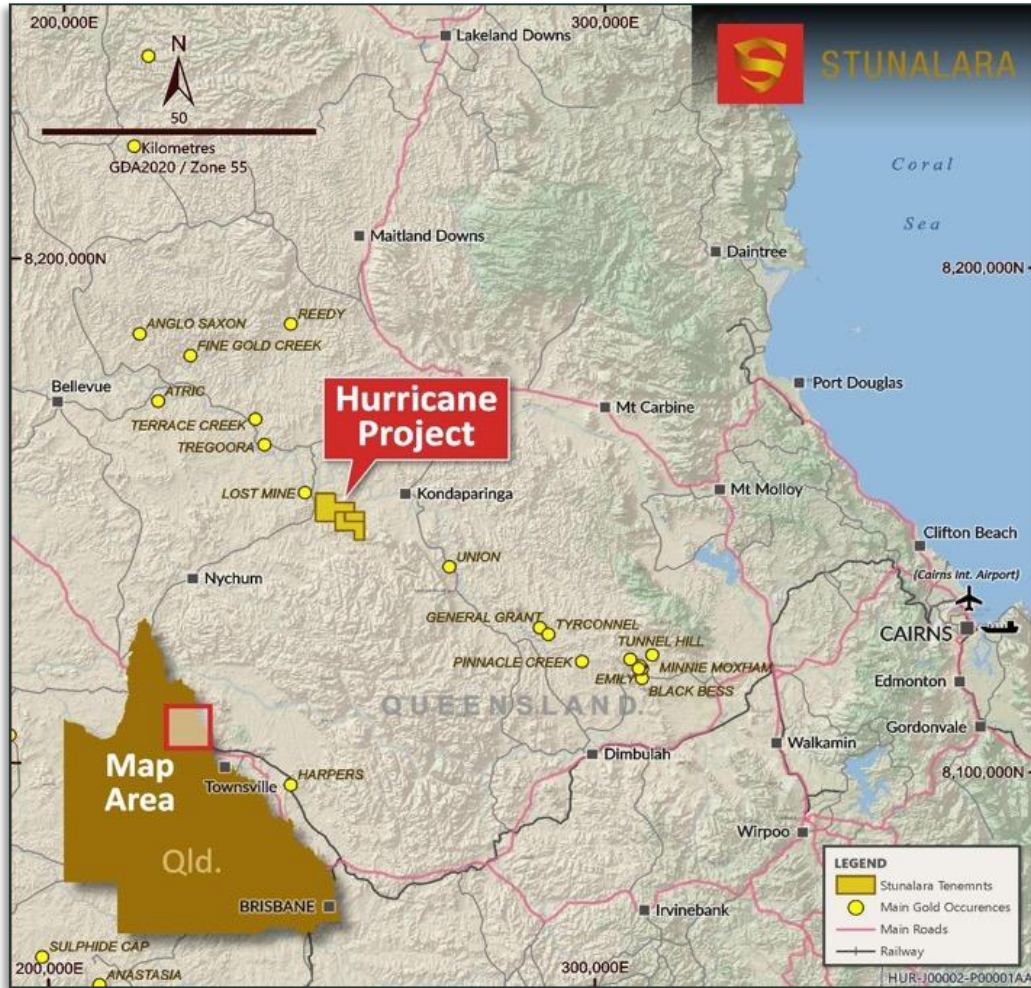 200,000E
300,000E
Lakeland Downs
STUNALARA
N
50
Kilometres
GDA2020 / Zone 55
Coral
Sea
Maitland Downs
Daintree
8,200,000N
8,200,000N
REEDY
ANGLO SAXON
FINE GOLD CREEK
Bellevue
ATRIC
Port Douglas
Hurricane
Project
Mt Carbine
TERRACE CREEK
TREGOORA
LOST MINE
Kondaparinga
Mt Molloy
Clifton Beach
(Cairns Int. Airport)
UNION
Nychum
GENERAL GRANT
TYRCONNEL
CAIRNS
TUNNEL HILL
PINNACLE CREEK
MINNIE MOXHAM
EMILY
BLACK BESS
Edmonton
QUEENSLAND
Gordonvale
Dimbulah
Walkamin
Map
Area
Townsville
HARPERS
8,100,000N
Wirpoo
Qld.
BRISBANE
Irvinebank
LEGEND
Stunalara Tenemnts
Main Gold Occurences
Main Roads
Railway
SULPHIDE CAP
200,000E
ANASTASIA
300,000E
HUR-J00002-P00001AA